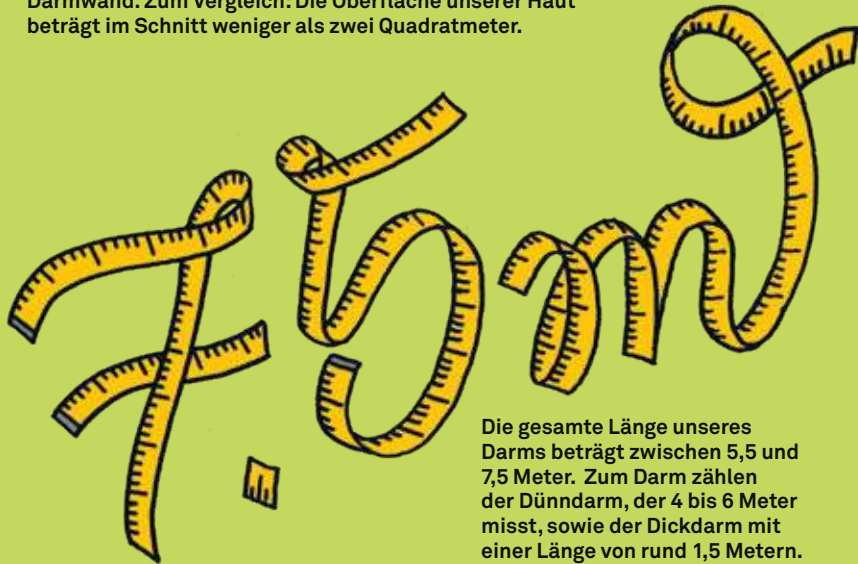 Darmwand. Zum Vergleich: Die Oberfläche unserer Haut
beträgt im Schnitt weniger als zwei Quadratmeter.
7.5m
Die gesamte Länge unseres
Darms beträgt zwischen 5,5 und
7,5 Meter. Zum Darm zählen
der Dünndarm, der 4 bis 6 Meter
misst, sowie der Dickdarm mit
einer Länge von rund 1,5 Metern.